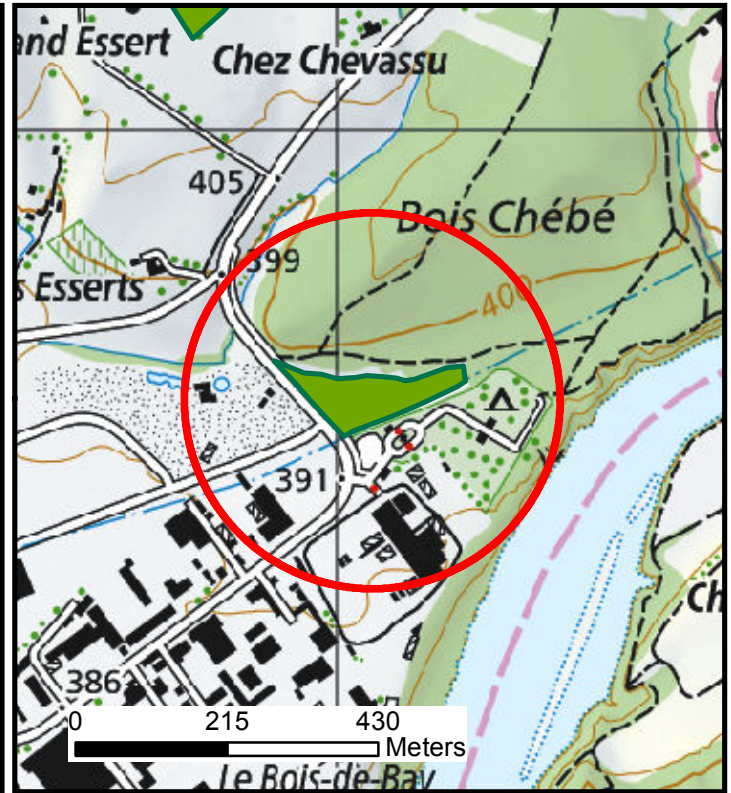 and Essert
Chez Chevassu
405
Bois Chébé
399
s Esserts
400
391
Ch
386
0 215 430
Meters
Le Bois-de-Bay